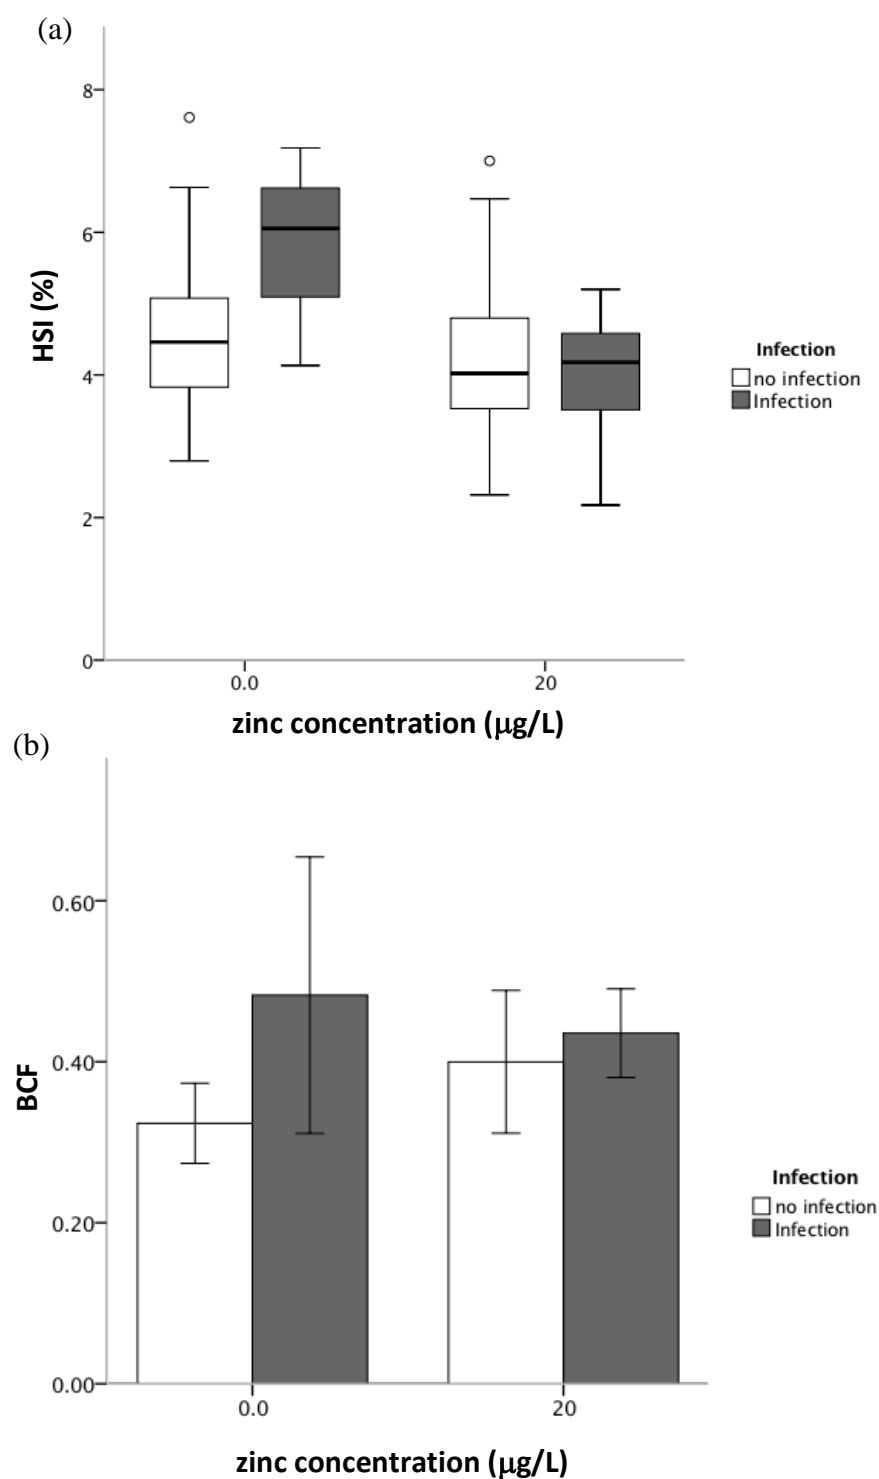 (a)
8
6
4
2
0
HSI (%)
0.0 20
zinc concentration (µg/L)
Infection
no infection
Infection
(b)
0.60
0.40
0.20
0.00
BCF
0.0 20
zinc concentration (µg/L)
Infection
no infection
Infection